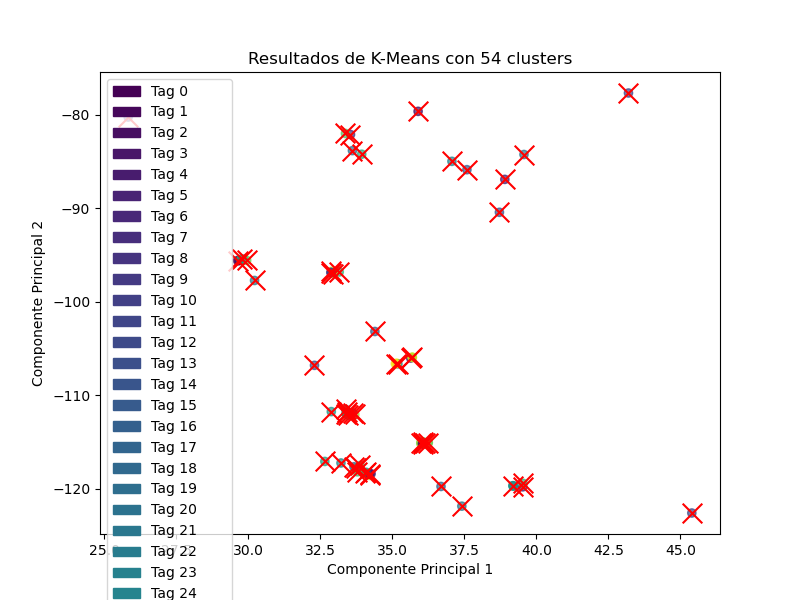 Resultados de K-Means con 54 clusters
Tag 0
Tag 1
Tag 2
Tag 3
Tag 4
Tag 5
Tag 6
Tag 7
Tag 8
Tag 9
Tag 10
Tag 11
Tag 12
Tag 13
Tag 14
Tag 15
Tag 16
Tag 17
Tag 18
Tag 19
Tag 20
Tag 21
Tag 22
Tag 23
Tag 24
Componente Principal 2
−80
−90
−100
−110
−120
30.0 32.5 35.0 37.5 40.0 42.5 45.0
Componente Principal 1